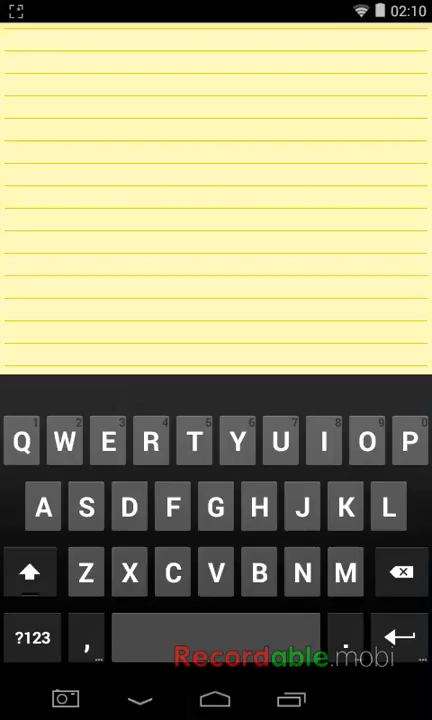 02:10
1 2 3 4 5 6 7 8 9 0
Q W E R T Y U I O P
A S D F G H J K L
Z X C V B N M
?123 , ... . ...
Recordable.mobi